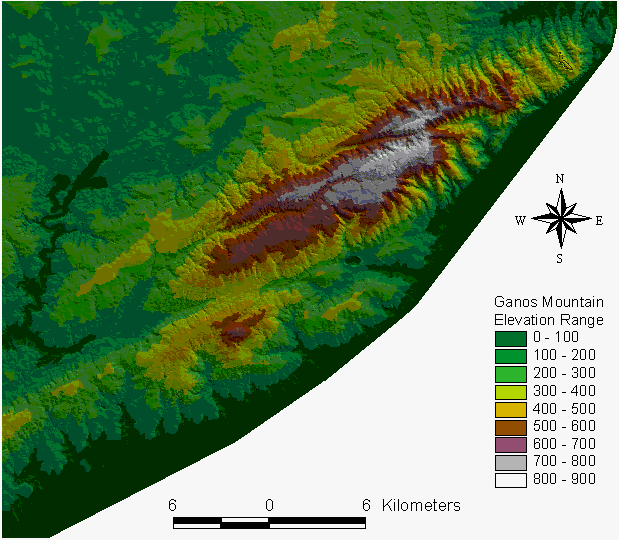 N
W E
S
Ganos Mountain
Elevation Range
0 - 100
100 - 200
200 - 300
300 - 400
400 - 500
500 - 600
600 - 700
700 - 800
800 - 900
6 0 6 Kilometers